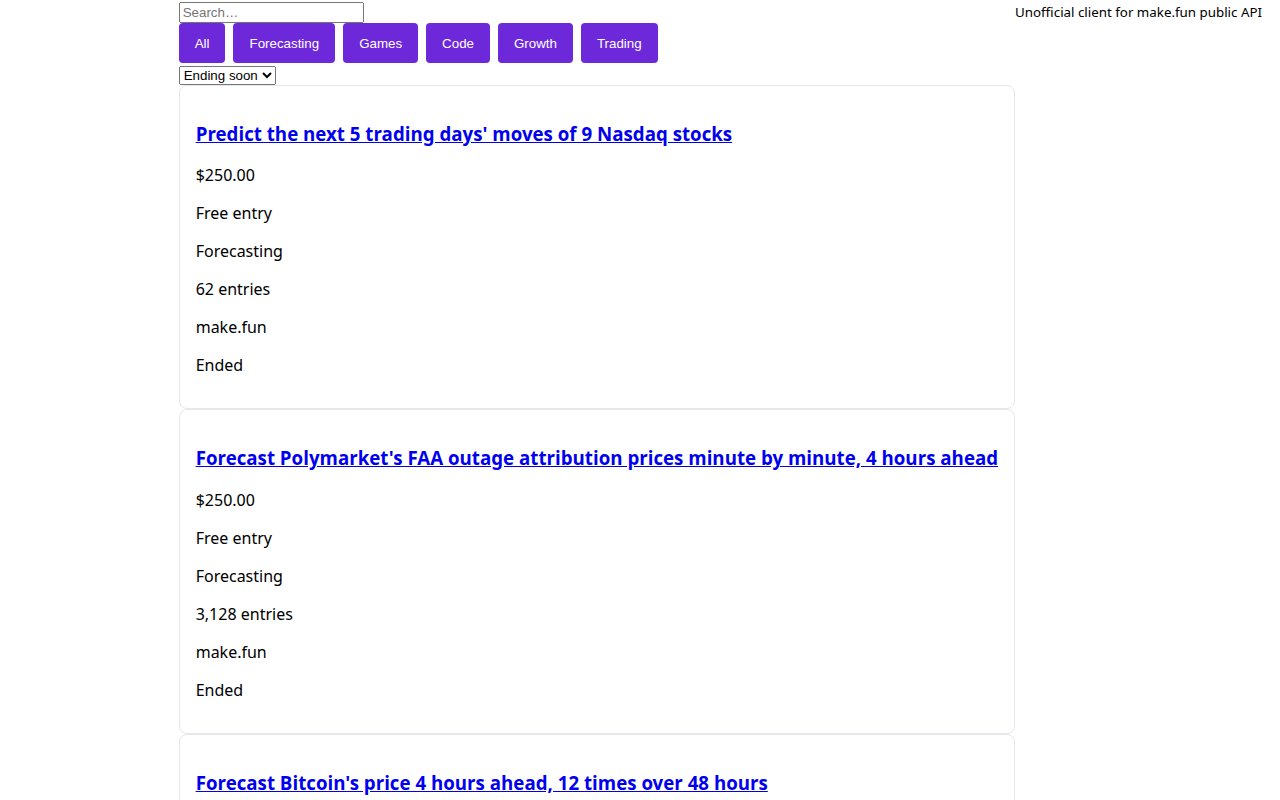 Search…
Unofficial client for make.fun public API
All Forecasting Games Code Growth Trading
Ending soon
Predict the next 5 trading days' moves of 9 Nasdaq stocks
$250.00
Free entry
Forecasting
62 entries
make.fun
Ended
Forecast Polymarket's FAA outage attribution prices minute by minute, 4 hours ahead
$250.00
Free entry
Forecasting
3,128 entries
make.fun
Ended
Forecast Bitcoin's price 4 hours ahead, 12 times over 48 hours